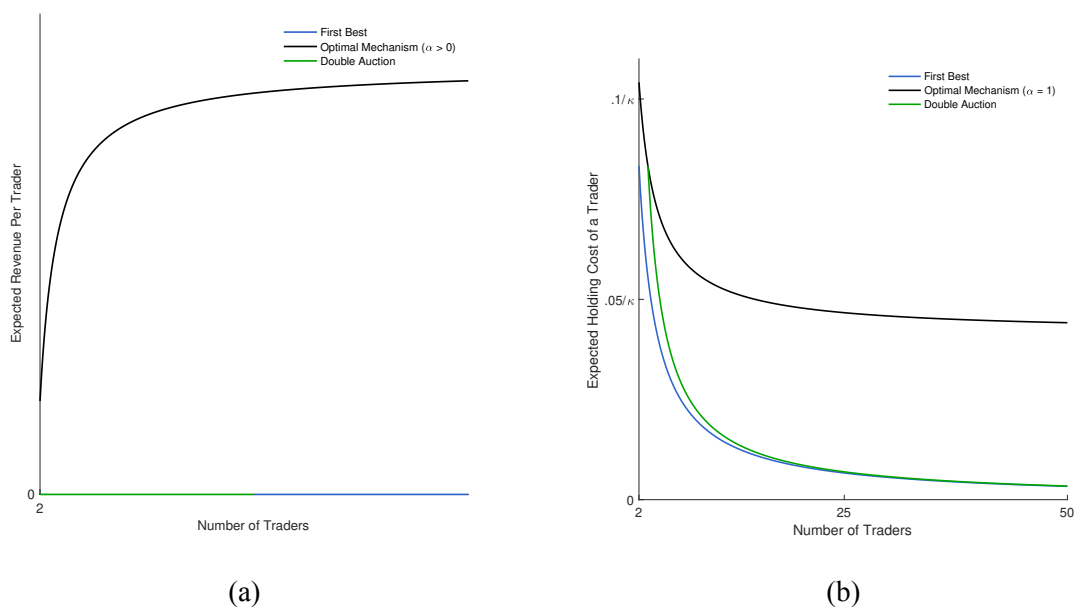 First Best
Optimal Mechanism (α > 0)
Double Auction
Expected Revenue Per Trader
0
2
Number of Traders
(a)
First Best
Optimal Mechanism (α = 1)
Double Auction
Expected Holding Cost of a Trader
.1/κ
.05/κ
0
2
25
50
Number of Traders
(b)